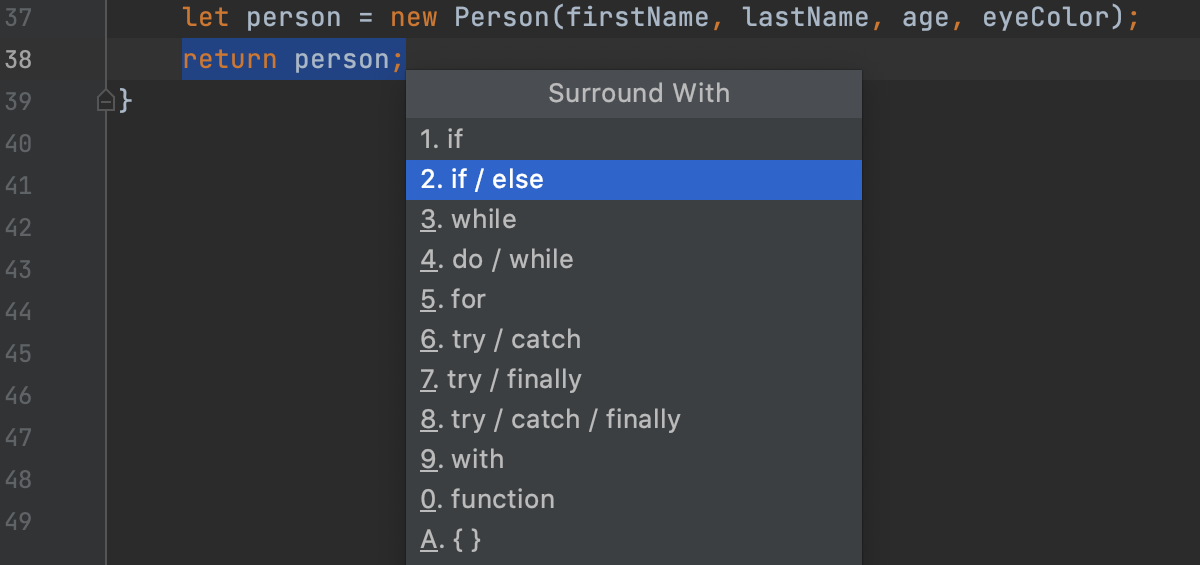 37 let person = new Person(firstName, lastName, age, eyeColor);
38 return person;
Surround With
39 }
1. if
40
2. if / else
41
3. while
42
4. do / while
43
5. for
44
6. try / catch
45
7. try / finally
46
8. try / catch / finally
47
9. with
48
0. function
49
A. { }